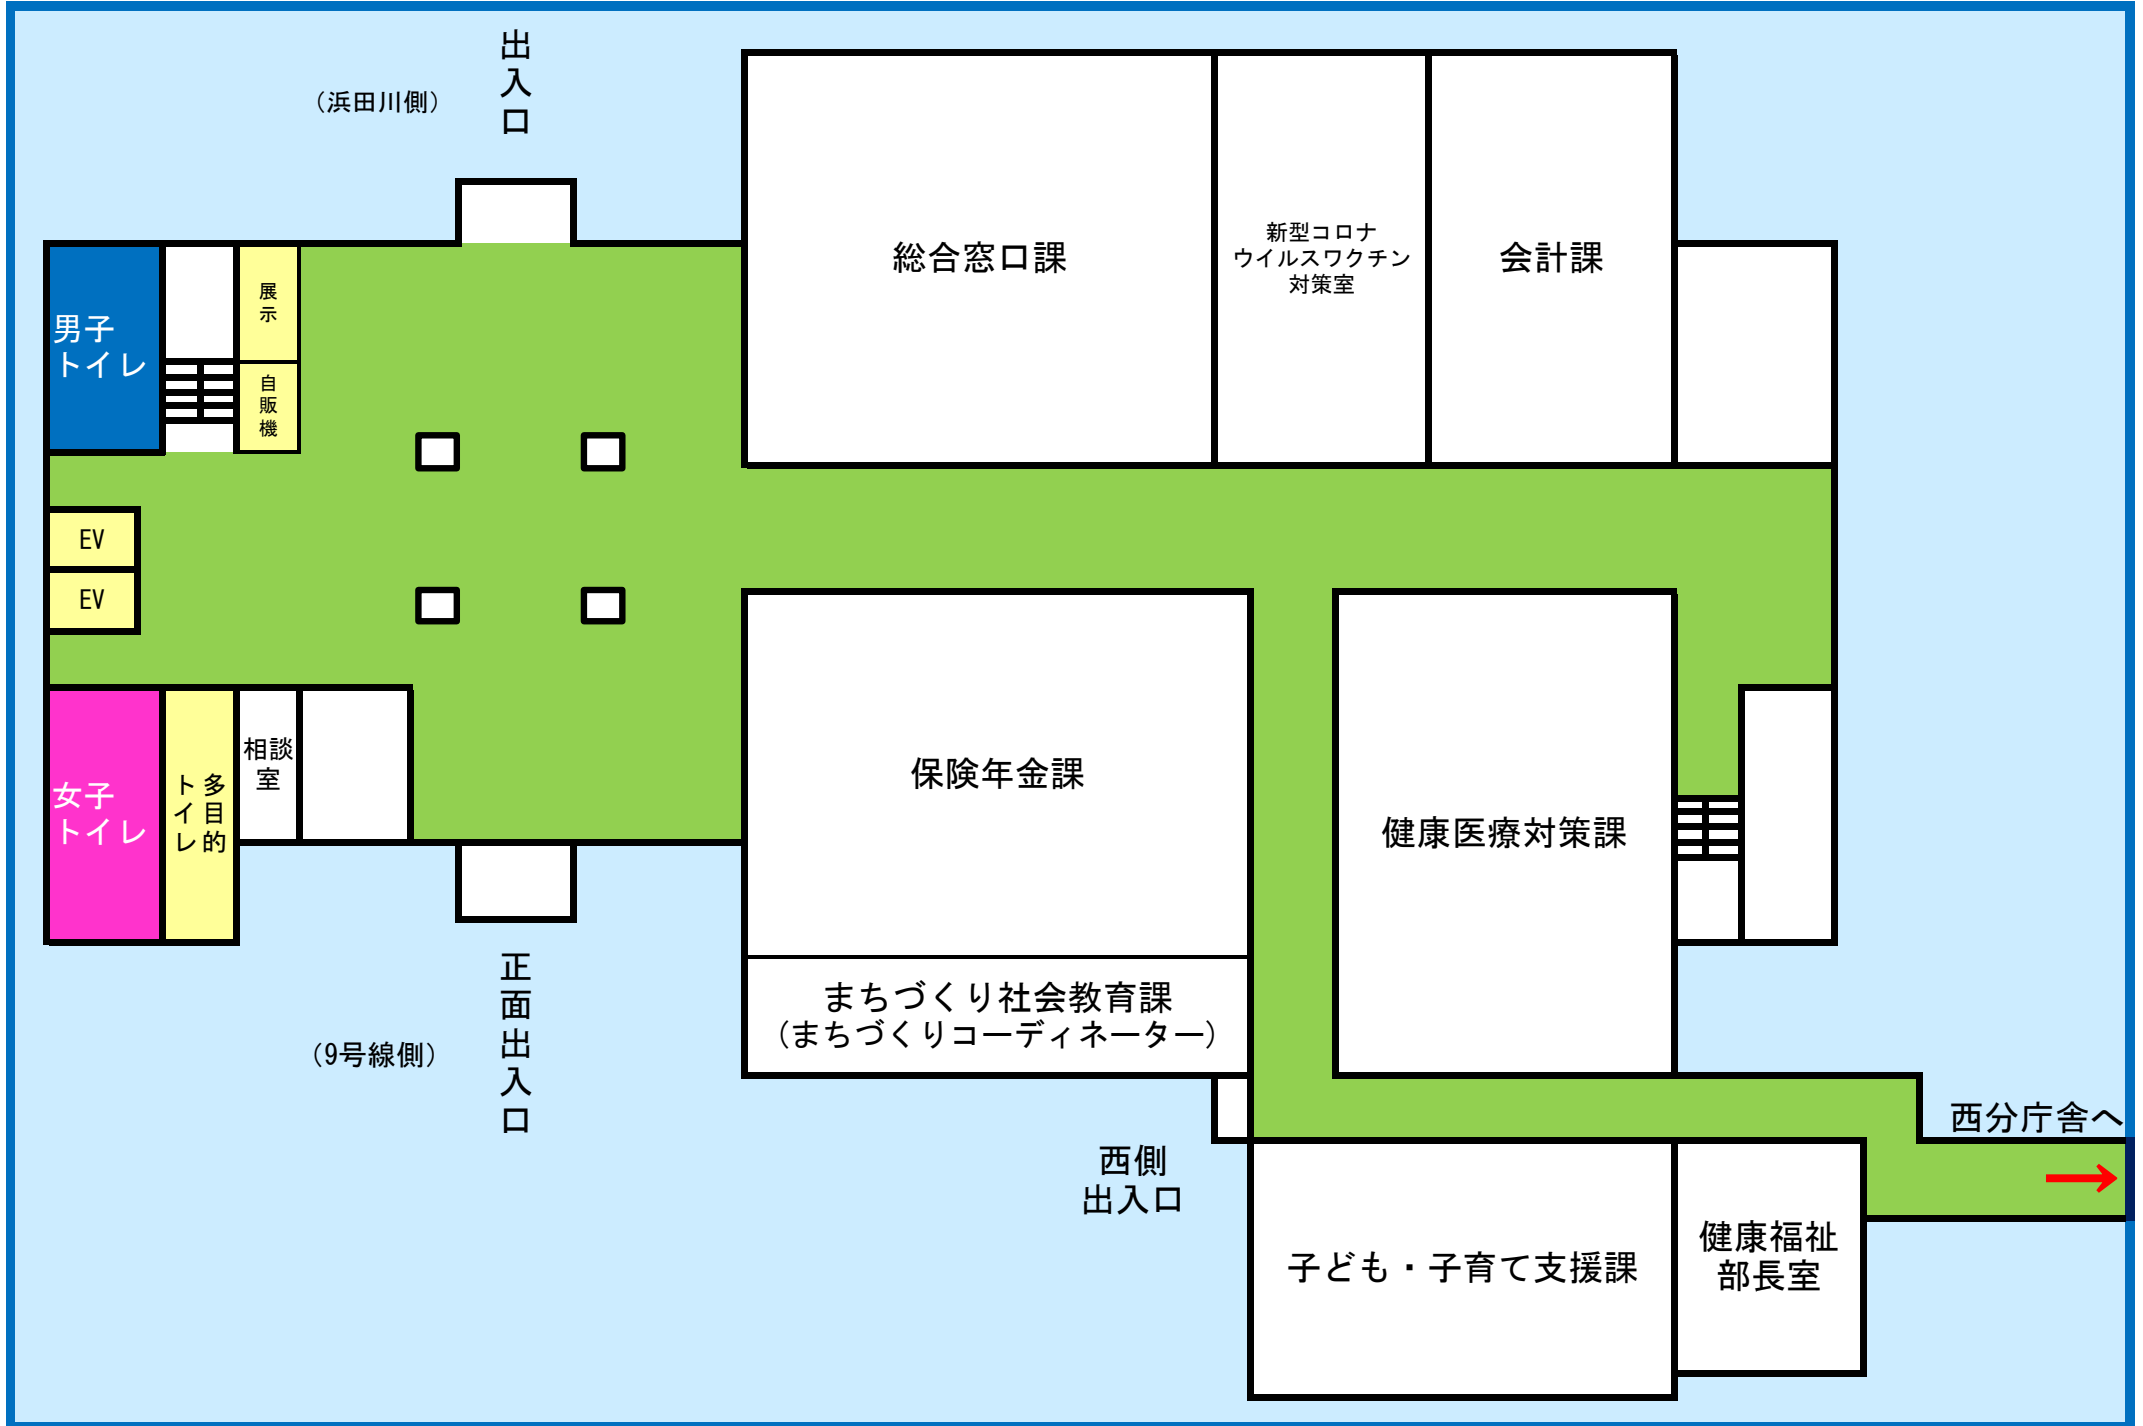 出入口
（浜田川側）
総合窓口課
新型コロナ
ウイルスワクチン
対策室
会計課
展示
自販機
男子
トイレ
EV
EV
女子
トイレ
多目的
トイレ
相談
室
保険年金課
健康医療対策課
まちづくり社会教育課
（まちづくりコーディネーター）
正面出入口
（9号線側）
西側
出入口
西分庁舎へ
子ども・子育て支援課
健康福祉
部長室